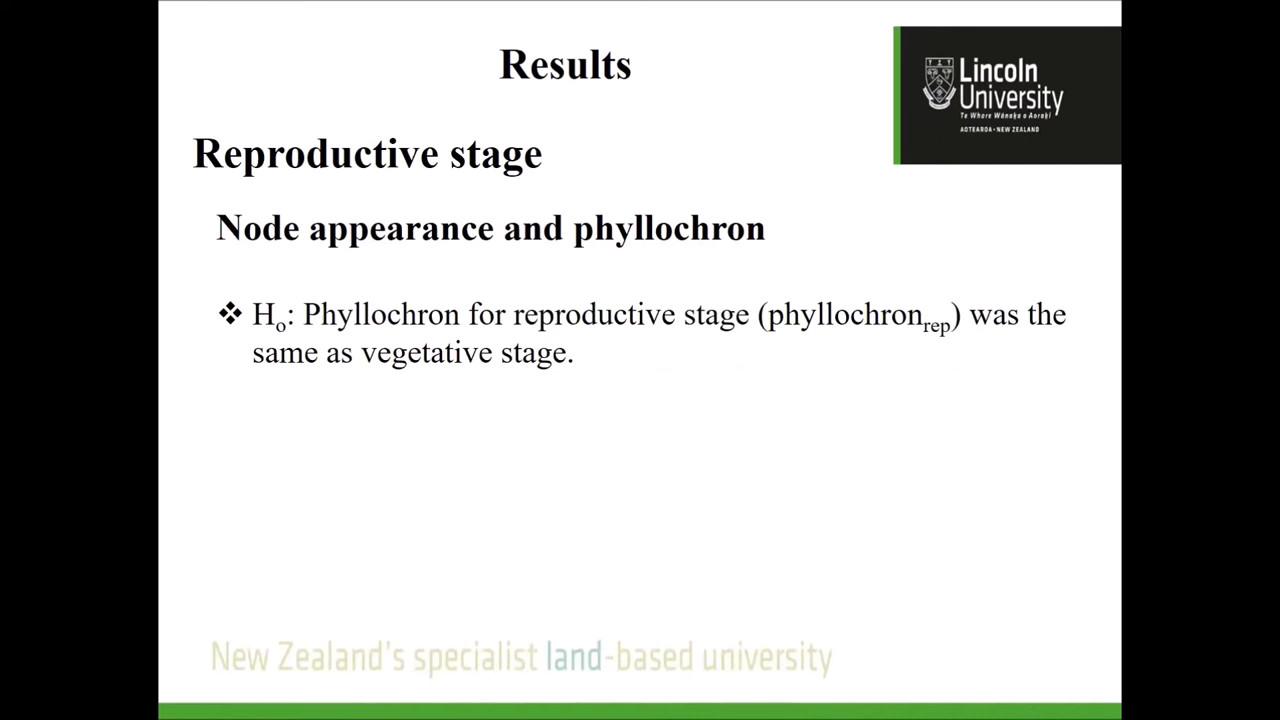 Results
Lincoln
University
Te Whare Wānaka o Aoraki
AOTEAROA • NEW ZEALAND
Reproductive stage
Node appearance and phyllochron
❖ Ho: Phyllochron for reproductive stage (phyllochronrep) was the
same as vegetative stage.
New Zealand's specialist land-based university